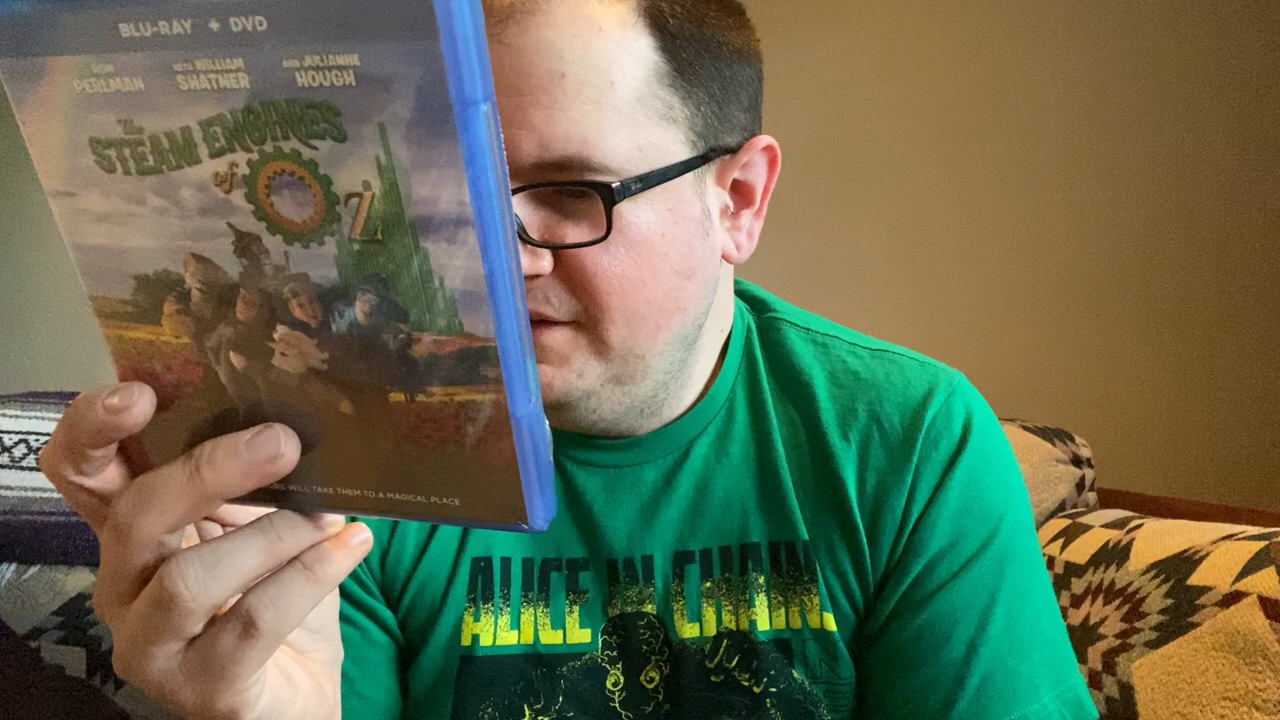 BLU-RAY + DVD
RON WITH WILLIAM AND JULIANNE
PERLMAN SHATNER HOUGH
The
STEAM ENGINES
of OZ
WILL TAKE THEM TO A MAGICAL PLACE
ALICE IN CHAINS